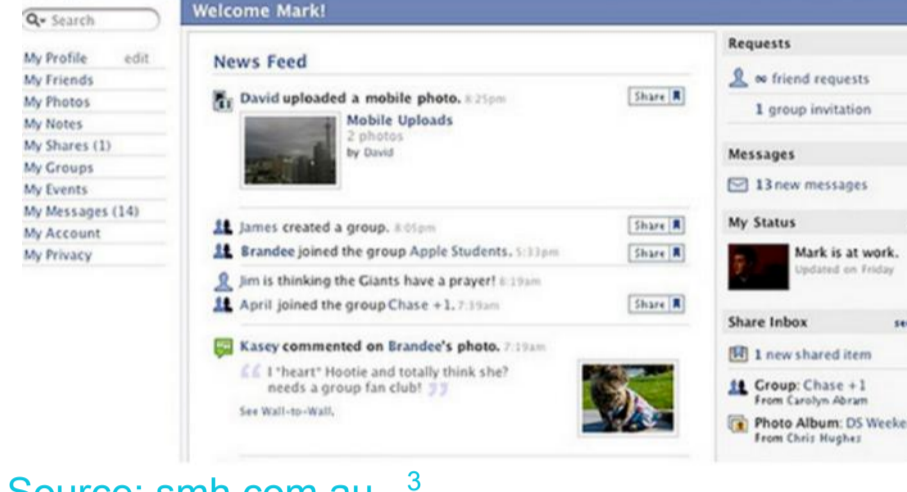 Search
Welcome Mark!
My Profile edit
My Friends
My Photos
My Notes
My Shares (1)
My Groups
My Events
My Messages (14)
My Account
My Privacy
News Feed
David uploaded a mobile photo. 8:25pm
Share
Mobile Uploads
2 photos
by David
James created a group. 8:05pm
Share
Brandee joined the group Apple Students. 5:33pm
Share
Jim is thinking the Giants have a prayer! 8:19am
April joined the group Chase +1. 7:39am
Share
Kasey commented on Brandee's photo. 7:19am
“ I *heart* Hootie and totally think she?
needs a group fan club! ”
See Wall-to-Wall.
Requests
∞ friend requests
1 group invitation
Messages
13 new messages
My Status
Mark is at work.
Updated on Friday
Share Inbox
1 new shared item
Group: Chase +1
From Carolyn Abram
Photo Album: DS
From Chris Hughes
Source: smh.com.au 3